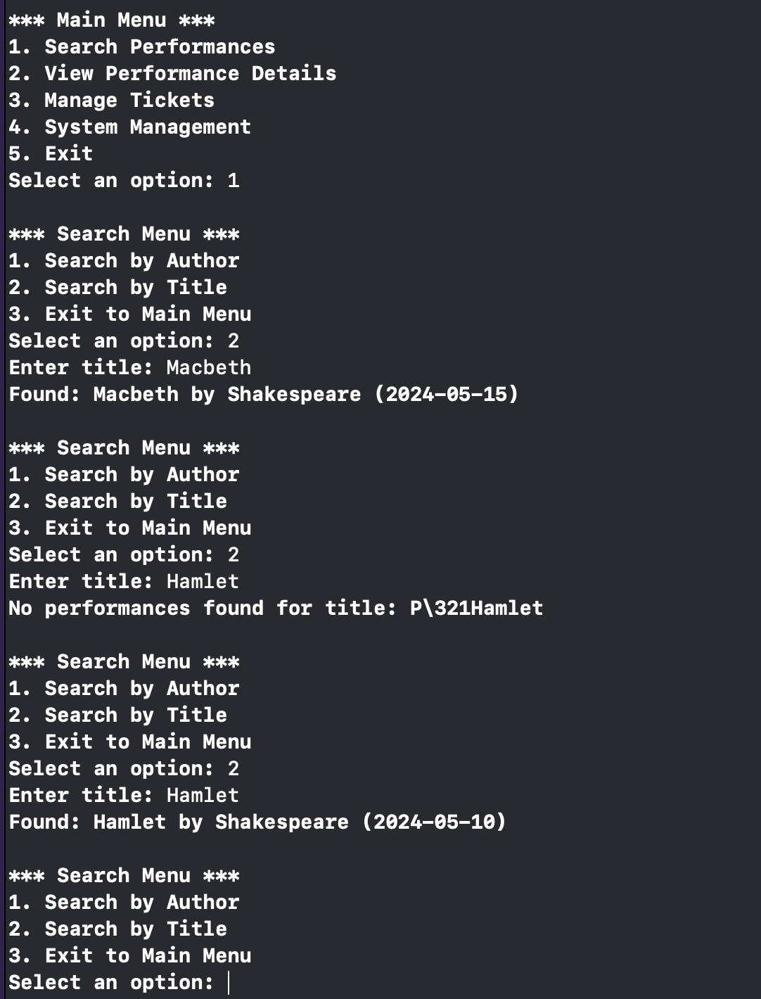 *** Main Menu ***
1. Search Performances
2. View Performance Details
3. Manage Tickets
4. System Management
5. Exit
Select an option: 1

*** Search Menu ***
1. Search by Author
2. Search by Title
3. Exit to Main Menu
Select an option: 2
Enter title: Macbeth
Found: Macbeth by Shakespeare (2024-05-15)

*** Search Menu ***
1. Search by Author
2. Search by Title
3. Exit to Main Menu
Select an option: 2
Enter title: Hamlet
No performances found for title: P\321Hamlet

*** Search Menu ***
1. Search by Author
2. Search by Title
3. Exit to Main Menu
Select an option: 2
Enter title: Hamlet
Found: Hamlet by Shakespeare (2024-05-10)

*** Search Menu ***
1. Search by Author
2. Search by Title
3. Exit to Main Menu
Select an option: